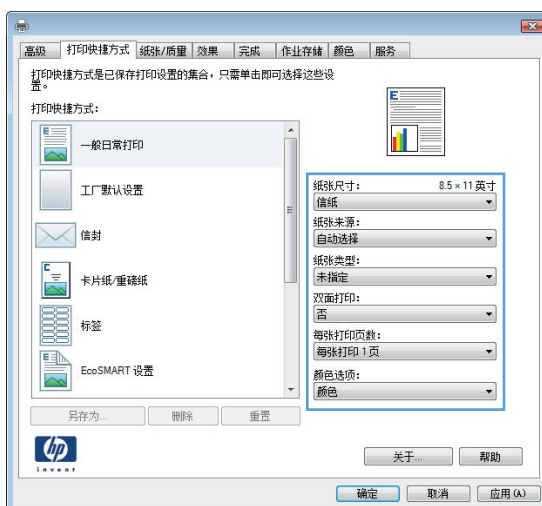 高级 打印快捷方式 纸张/质量 效果 完成 作业存储 颜色 服务
打印快捷方式是已保存打印设置的集合，只需单击即可选择这些设
置。
打印快捷方式：
一般日常打印
工厂默认设置
信封
卡片纸/重磅纸
标签
EcoSMART 设置
另存为... 删除 重置
E
纸张尺寸： 8.5 × 11 英寸
信纸
纸张来源：
自动选择
纸张类型：
未指定
双面打印：
否
每张打印页数：
每张打印 1 页
颜色选项：
颜色
hp
invent
关于... 帮助
确定 取消 应用 (A)